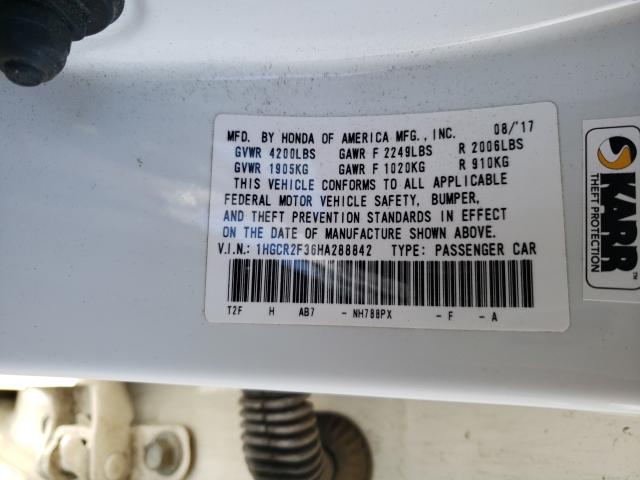 MFD. BY HONDA OF AMERICA MFG., INC. 08/'17
GVWR 4200LBS GAWR F 2249LBS R 2006LBS
GVWR 1905KG GAWR F 1020KG R 910KG
THIS VEHICLE CONFORMS TO ALL APPLICABLE
FEDERAL MOTOR VEHICLE SAFETY, BUMPER,
AND THEFT PREVENTION STANDARDS IN EFFECT
ON THE DATE OF MANUFACTURE SHOWN ABOVE.
V.I.N.: 1HGCR2F36HA288842 TYPE: PASSENGER CAR
T2F H AB7 - NH788PX - F - A
KARR
THEFT PROTECTION
TM